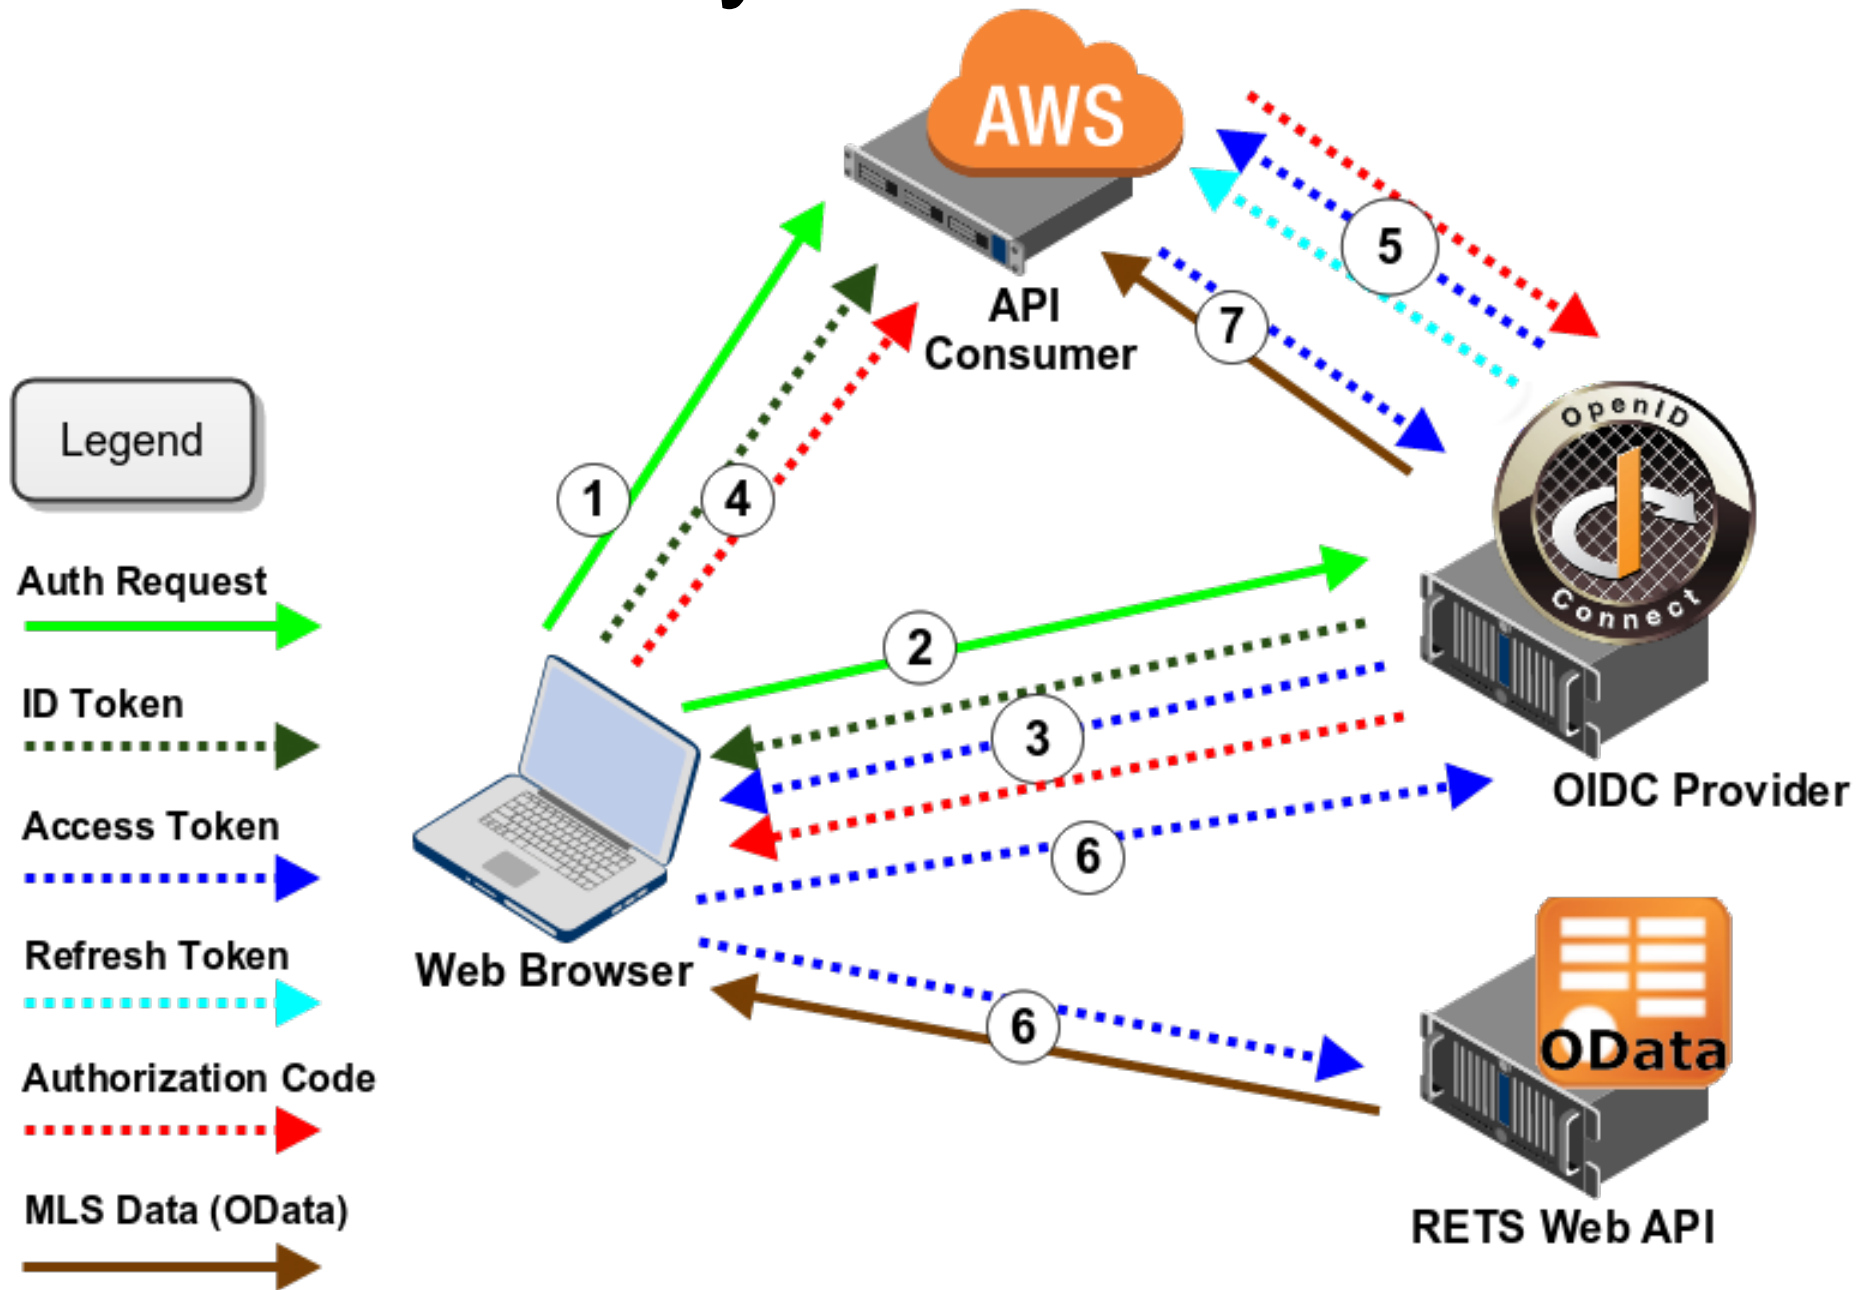 y
AWS
API
Consumer
5
7
Legend
OpenID
Connect
1
4
Auth Request
2
ID Token
3
OIDC Provider
Access Token
6
Web Browser
Refresh Token
6
OData
Authorization Code
MLS Data (OData)
RETS Web API